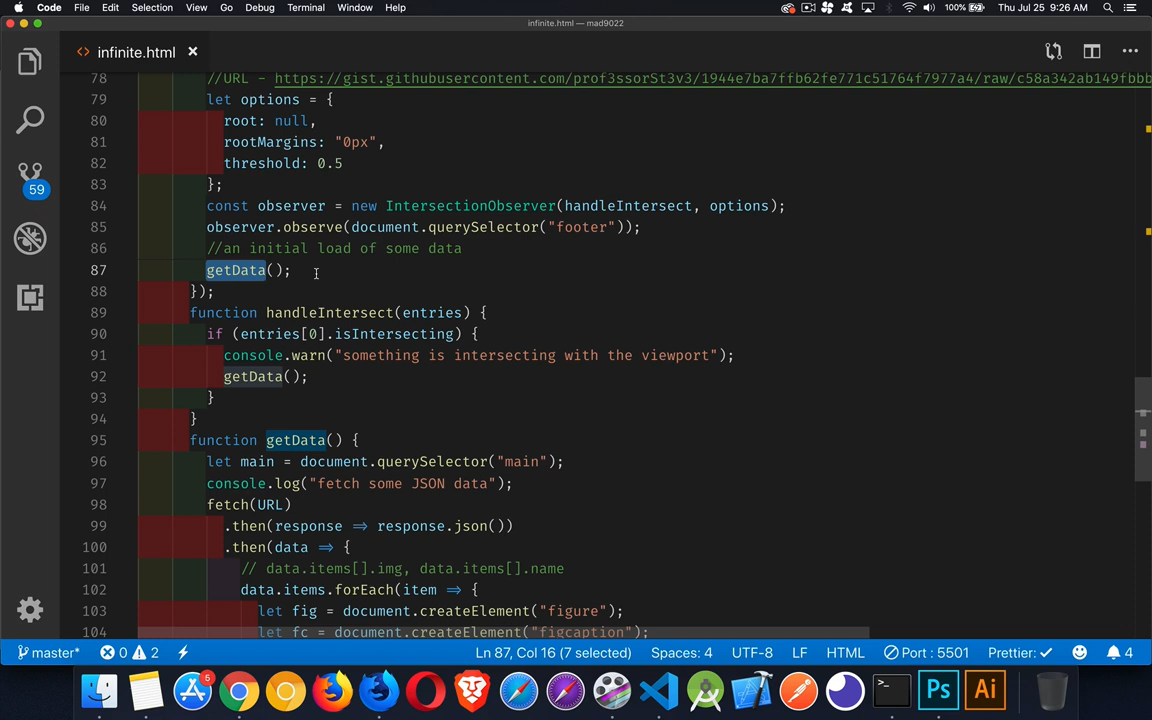 Code File Edit Selection View Go Debug Terminal Window Help 100% Thu Jul 25 9:26 AM
infinite.html — mad9022
<> infinite.html ×
78 //URL - https://gist.githubusercontent.com/prof3ssorSt3v3/1944e7ba7ffb62fe771c51764f7977a4/raw/c58a342ab149fbbb
79 let options = {
80 root: null,
81 rootMargins: "0px",
82 threshold: 0.5
83 };
84 const observer = new IntersectionObserver(handleIntersect, options);
85 observer.observe(document.querySelector("footer"));
86 //an initial load of some data
87 getData();
88 });
89 function handleIntersect(entries) {
90 if (entries[0].isIntersecting) {
91 console.warn("something is intersecting with the viewport");
92 getData();
93 }
94 }
95 function getData() {
96 let main = document.querySelector("main");
97 console.log("fetch some JSON data");
98 fetch(URL)
99 .then(response ⇒ response.json())
100 .then(data ⇒ {
101 // data.items[].img, data.items[].name
102 data.items.forEach(item ⇒ {
103 let fig = document.createElement("figure");
104 let fc = document.createElement("figcaption");
59
master* 0 2 Ln 87, Col 16 (7 selected) Spaces: 4 UTF-8 LF HTML Port : 5501 Prettier: ✓ 4
5
>_
Ps
Ai